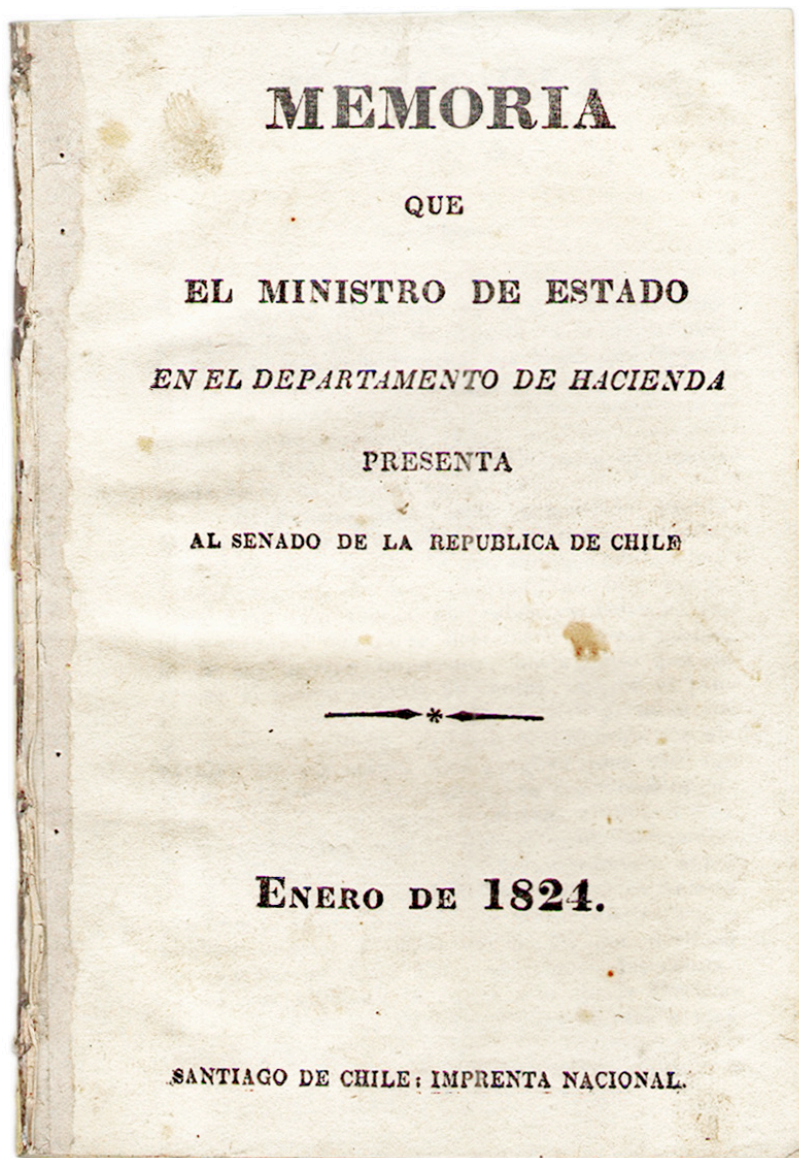 MEMORIA
QUE
EL MINISTRO DE ESTADO
EN EL DEPARTAMENTO DE HACIENDA
PRESENTA
AL SENADO DE LA REPUBLICA DE CHILE
*
ENERO DE 1824.
SANTIAGO DE CHILE: IMPRENTA NACIONAL.